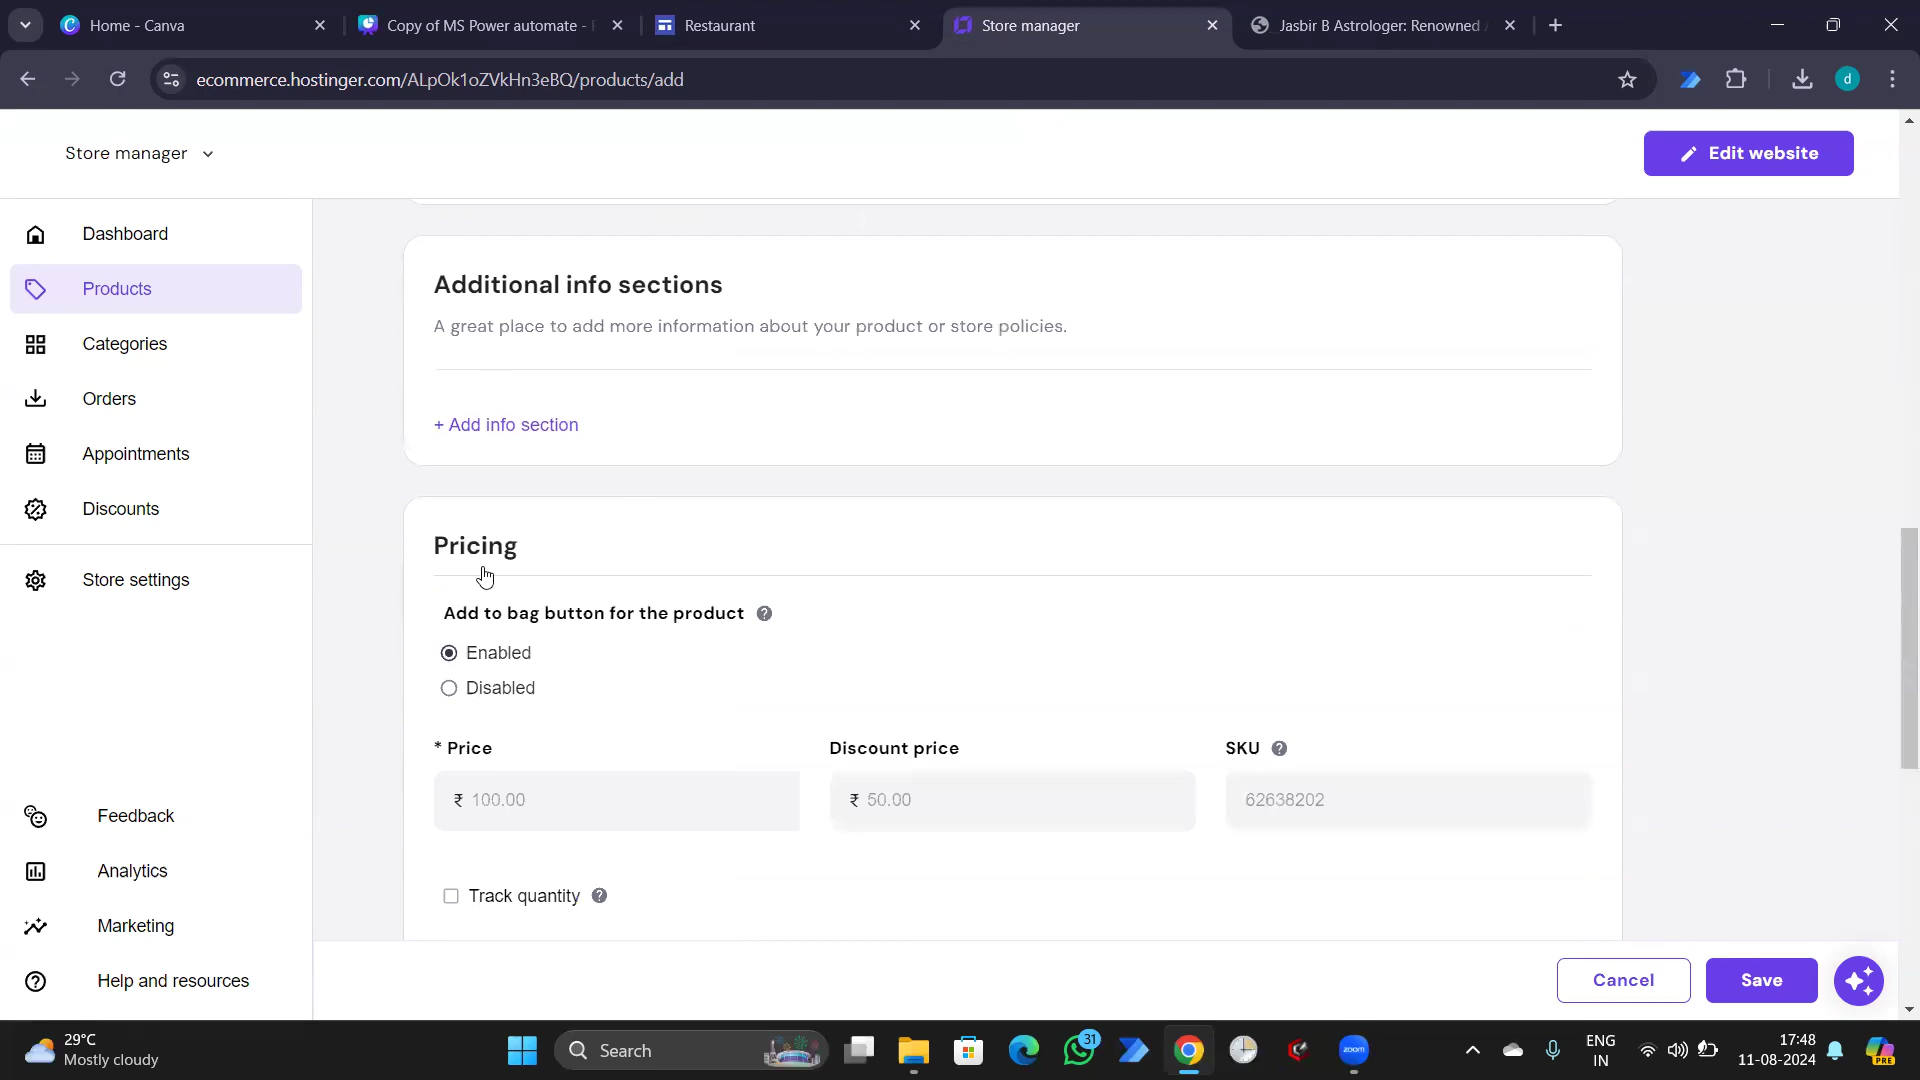 Home - Canva
Copy of MS Power automate -
Restaurant
Store manager
Jasbir B Astrologer: Renowned
ecommerce.hostinger.com/ALpOk1oZVkHn3eBQ/products/add
d
Store manager
Edit website
Dashboard
Products
Categories
Orders
Appointments
Discounts
Store settings
Feedback
Analytics
Marketing
Help and resources
Additional info sections
A great place to add more information about your product or store policies.
+ Add info section
Pricing
Add to bag button for the product
Enabled
Disabled
* Price
Discount price
SKU
₹ 100.00
₹ 50.00
62638202
Track quantity
Cancel
Save
29°C
Mostly cloudy
Search
31
zoom
ENG
IN
17:48
11-08-2024
PRE